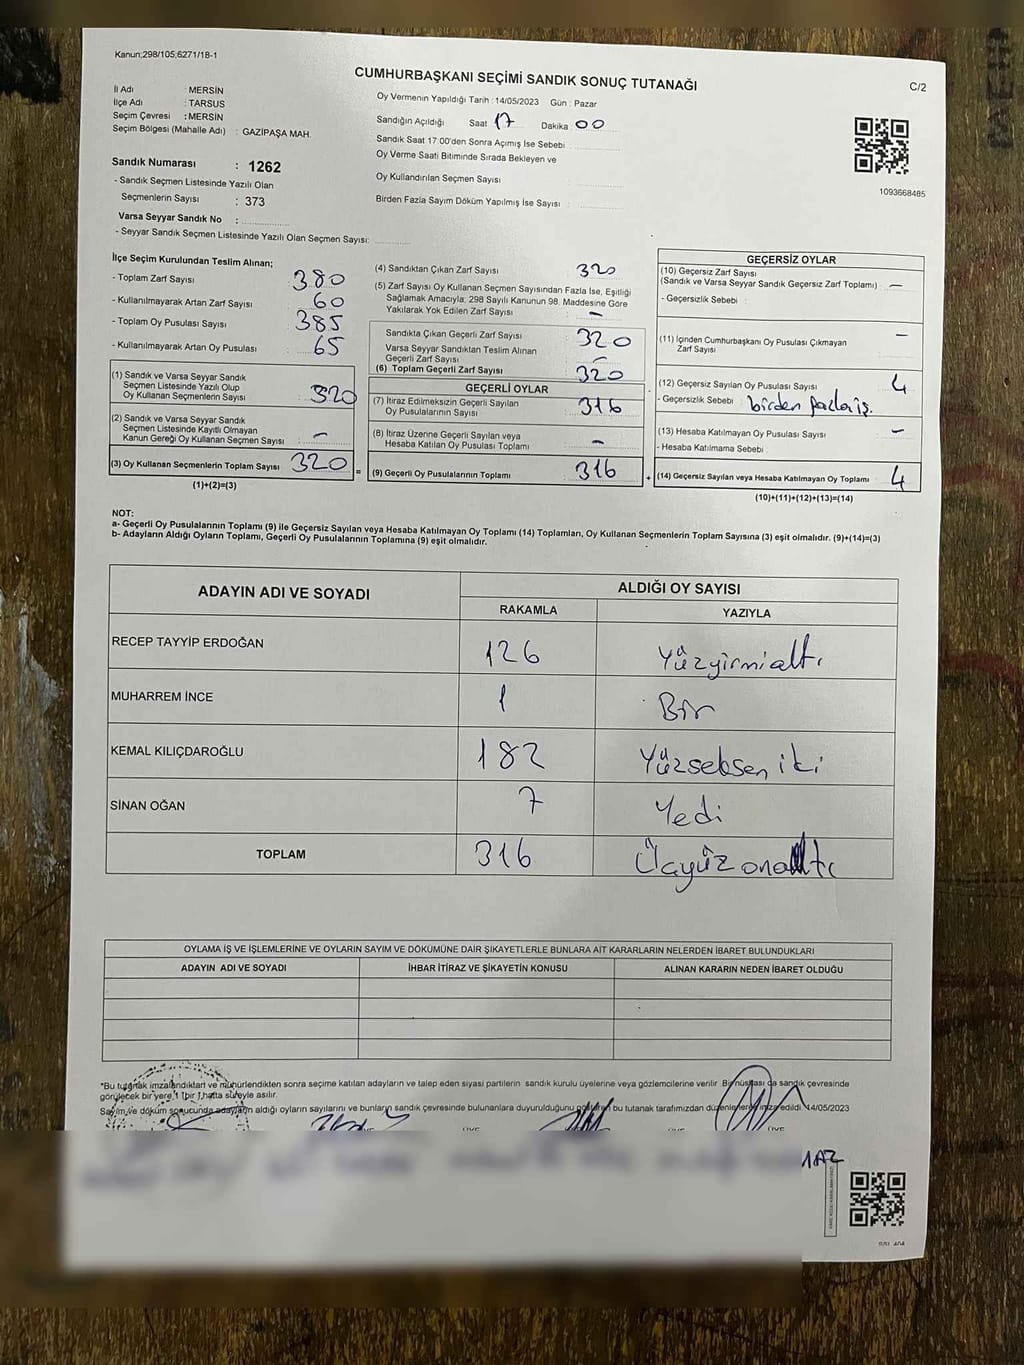 Kanun;298/105;6271/18-1
CUMHURBAŞKANI SEÇİMİ SANDIK SONUÇ TUTANAĞI
C/2
İl Adı : MERSİN
İlçe Adı : TARSUS
Seçim Çevresi : MERSİN
Seçim Bölgesi (Mahalle Adı) : GAZİPAŞA MAH.
Sandık Numarası : 1262
- Sandık Seçmen Listesinde Yazılı Olan
Seçmenlerin Sayısı : 373
Varsa Seyyar Sandık No :
- Seyyar Sandık Seçmen Listesinde Yazılı Olan Seçmen Sayısı:
Oy Vermenin Yapıldığı Tarih : 14/05/2023 Gün : Pazar
Sandığın Açıldığı Saat 17 Dakika 00
Sandık Saat 17:00'den Sonra Açımış İse Sebebi
Oy Verme Saati Bitiminde Sırada Bekleyen ve
Oy Kullandırılan Seçmen Sayısı :
Birden Fazla Sayım Döküm Yapılmış İse Sayısı :
1093668485
İlçe Seçim Kurulundan Teslim Alınan;
- Toplam Zarf Sayısı 380
- Kullanılmayarak Artan Zarf Sayısı 60
- Toplam Oy Pusulası Sayısı 385
- Kullanılmayarak Artan Oy Pusulası : 65
(1) Sandık ve Varsa Seyyar Sandık
Seçmen Listesinde Yazılı Olup
Oy Kullanan Seçmenlerin Sayısı : 320
(2) Sandık ve Varsa Seyyar Sandık
Seçmen Listesinde Kayıtlı Olmayan
Kanun Gereği Oy Kullanan Seçmen Sayısı : -
(3) Oy Kullanan Seçmenlerin Toplam Sayısı 320
(1)+(2)=(3)
(4) Sandıktan Çıkan Zarf Sayısı 320
(5) Zarf Sayısı Oy Kullanan Seçmen Sayısından Fazla İse, Eşitliği
Sağlamak Amacıyla; 298 Sayılı Kanunun 98. Maddesine Göre
Yakılarak Yok Edilen Zarf Sayısı : -
Sandıkta Çıkan Geçerli Zarf Sayısı 320
Varsa Seyyar Sandıktan Teslim Alınan
Geçerli Zarf Sayısı -
(6) Toplam Geçerli Zarf Sayısı 320
GEÇERLİ OYLAR
(7) İtiraz Edilmeksizin Geçerli Sayılan
Oy Pusulalarının Sayısı 316
(8) İtiraz Üzerine Geçerli Sayılan veya
Hesaba Katılan Oy Pusulası Toplamı -
(9) Geçerli Oy Pusulalarının Toplamı 316
GEÇERSİZ OYLAR
(10) Geçersiz Zarf Sayısı
(Sandık ve Varsa Seyyar Sandık Geçersiz Zarf Toplamı) : -
- Geçersizlik Sebebi :
(11) İçinden Cumhurbaşkanı Oy Pusulası Çıkmayan
Zarf Sayısı -
(12) Geçersiz Sayılan Oy Pusulası Sayısı : 4
- Geçersizlik Sebebi : birden fazla iş.
(13) Hesaba Katılmayan Oy Pusulası Sayısı : -
- Hesaba Katılmama Sebebi :
(14) Geçersiz Sayılan veya Hesaba Katılmayan Oy Toplamı 4
(10)+(11)+(12)+(13)=(14)
NOT:
a- Geçerli Oy Pusulalarının Toplamı (9) ile Geçersiz Sayılan veya Hesaba Katılmayan Oy Toplamı (14) Toplamları, Oy Kullanan Seçmenlerin Toplam Sayısına (3) eşit olmalıdır. (9)+(14)=(3)
b- Adayların Aldığı Oyların Toplamı, Geçerli Oy Pusulalarının Toplamına (9) eşit olmalıdır.
ADAYIN ADI VE SOYADI ALDIĞI OY SAYISI
RAKAMLA YAZIYLA
RECEP TAYYİP ERDOĞAN 126 Yüzyirmialtı
MUHARREM İNCE 1 Bir
KEMAL KILIÇDAROĞLU 182 Yüzseksen iki
SİNAN OĞAN 7 Yedi
TOPLAM 316 Üçyüz onaltı
OYLAMA İŞ VE İŞLEMLERİNE VE OYLARIN SAYIM VE DÖKÜMÜNE DAİR ŞİKAYETLERLE BUNLARA AİT KARARLARIN NELERDEN İBARET BULUNDUKLARI
ADAYIN ADI VE SOYADI İHBAR İTİRAZ VE ŞİKAYETİN KONUSU ALINAN KARARIN NEDEN İBARET OLDUĞU
*Bu tutanak imzalandıktan ve mühürlendikten sonra seçime katılan adayların ve talep eden siyasi partilerin sandık kurulu üyelerine veya gözlemcilerine verilir. Bir nüshası da sandık çevresinde
görülecek bir yere 1 (bir) hafta süreyle asılır.
Sayım ve döküm sonucunda adayların aldığı oyların sayılarını ve bunların sandık çevresinde bulunanlara duyurulduğunu gösteren bu tutanak tarafımızdan düzenlenerek imza edildi. 14/05/2023